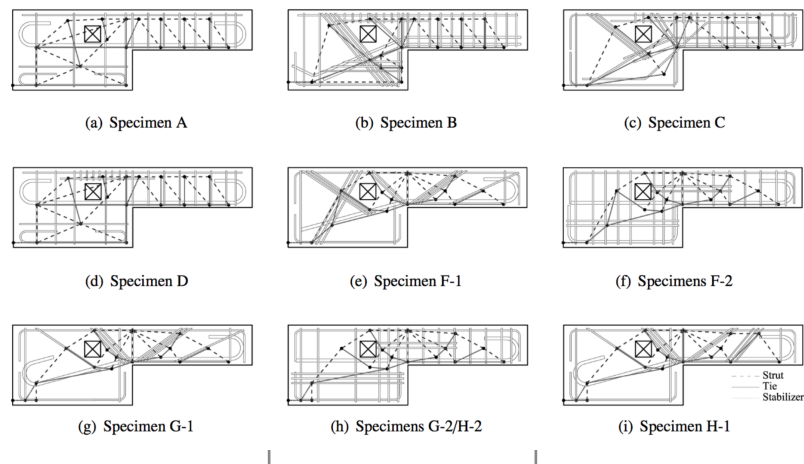 (a) Specimen A
(b) Specimen B
(c) Specimen C
(d) Specimen D
(e) Specimen F-1
(f) Specimens F-2
(g) Specimen G-1
(h) Specimens G-2/H-2
(i) Specimen H-1
Strut
Tie
Stabilizer